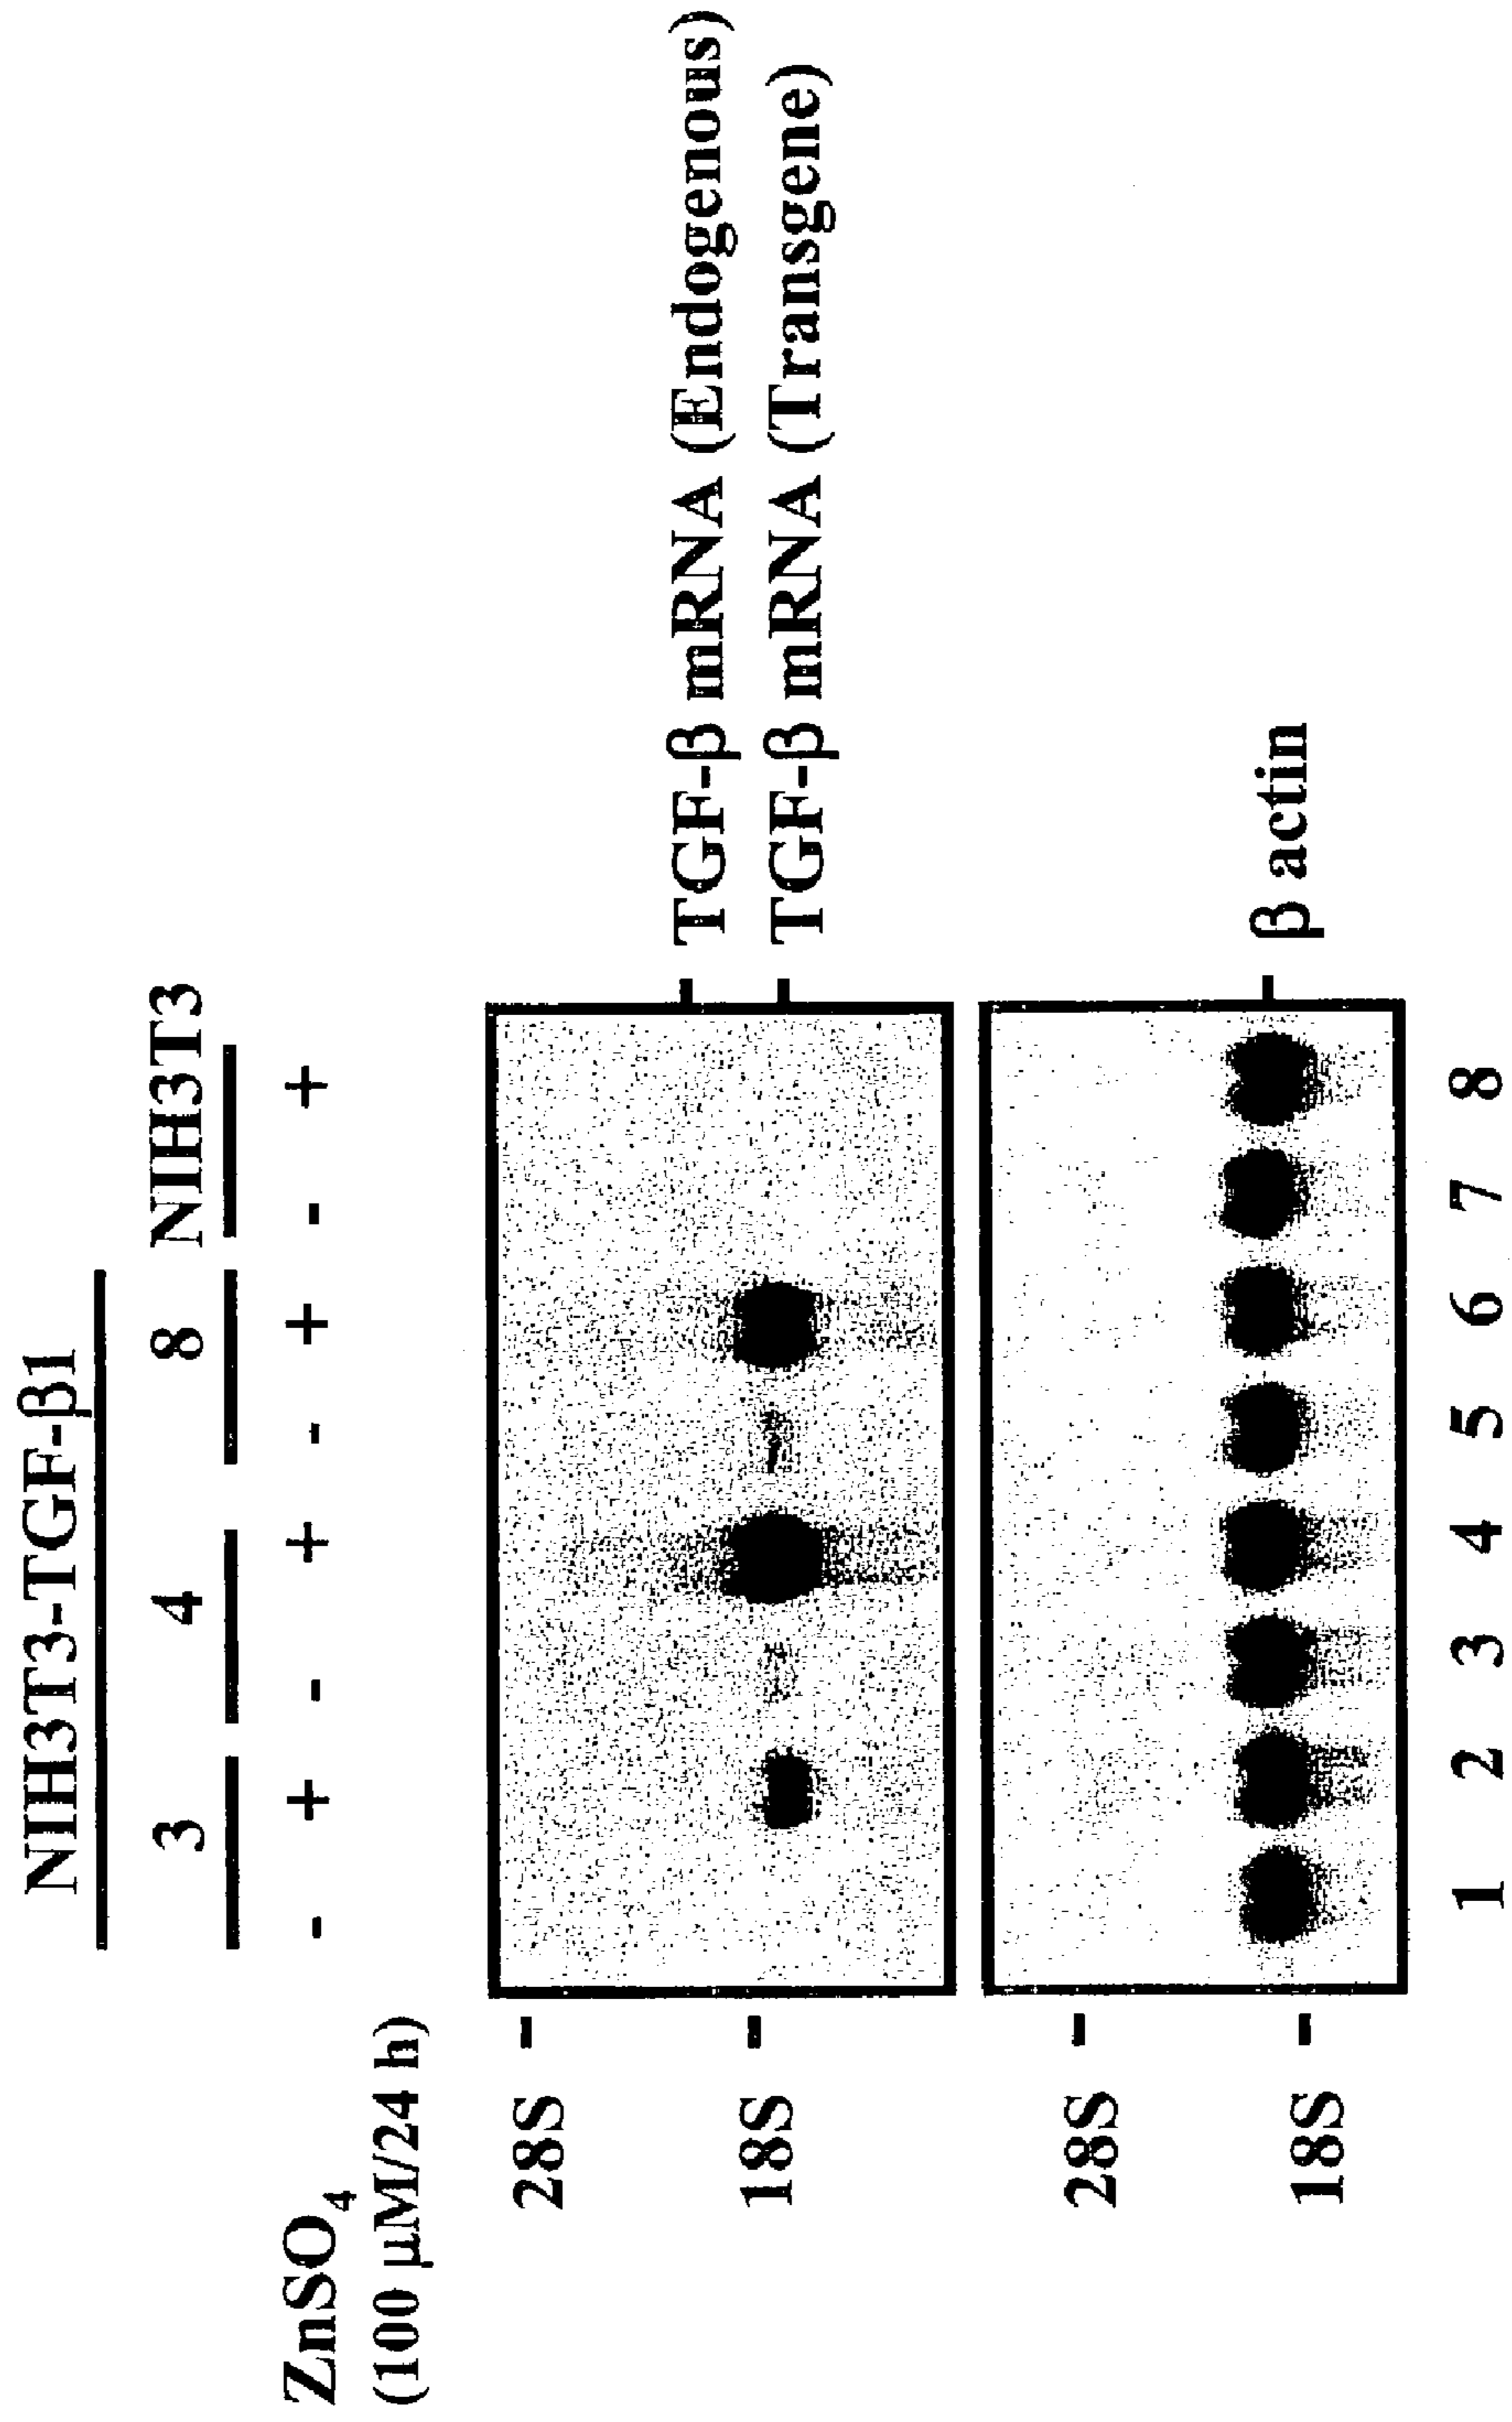 NIH3T3-TGF-β1
3 4 8 NIH3T3
ZnSO4 - + - + - + - +
(100 μM/24 h)
28S -
- TGF-β mRNA (Endogenous)
18S - - TGF-β mRNA (Transgene)
28S -
18S - - β actin
1 2 3 4 5 6 7 8